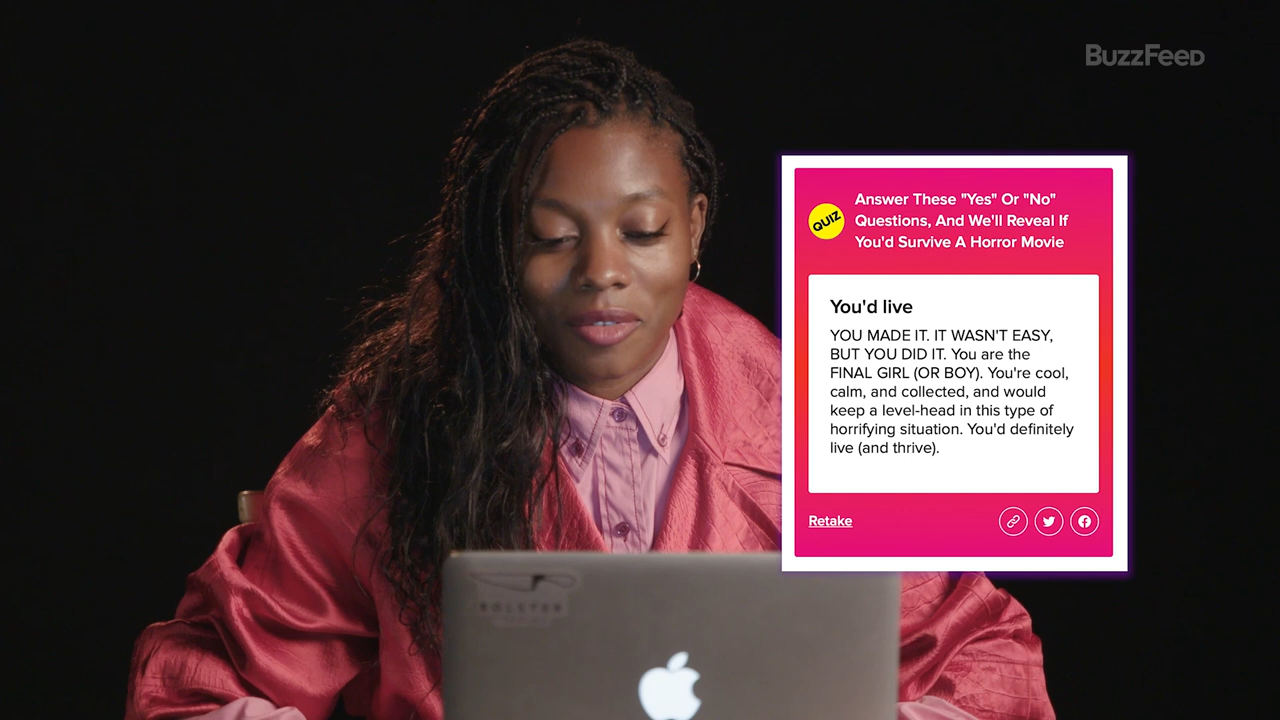 BuzzFeed
QUIZ
Answer These "Yes" Or "No"
Questions, And We'll Reveal If
You'd Survive A Horror Movie
You'd live
YOU MADE IT. IT WASN'T EASY,
BUT YOU DID IT. You are the
FINAL GIRL (OR BOY). You're cool,
calm, and collected, and would
keep a level-head in this type of
horrifying situation. You'd definitely
live (and thrive).
Retake